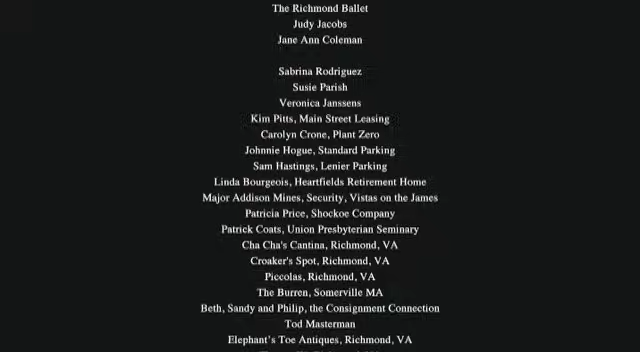 The Richmond Ballet
Judy Jacobs
Jane Ann Coleman
Sabrina Rodriguez
Susie Parish
Veronica Janssens
Kim Pitts, Main Street Leasing
Carolyn Crone, Plant Zero
Johnnie Hogue, Standard Parking
Sam Hastings, Lenier Parking
Linda Bourgeois, Heartfields Retirement Home
Major Addison Mines, Security, Vistas on the James
Patricia Price, Shockoe Company
Patrick Coats, Union Presbyterian Seminary
Cha Cha's Cantina, Richmond, VA
Croaker's Spot, Richmond, VA
Piccolas, Richmond, VA
The Burren, Somerville MA
Beth, Sandy and Philip, the Consignment Connection
Tod Masterman
Elephant's Toe Antiques, Richmond, VA